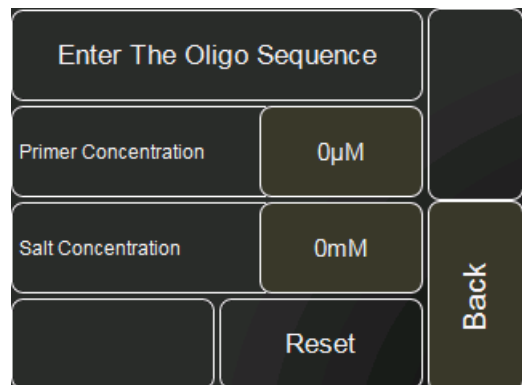 Enter The Oligo Sequence
Primer Concentration 0µM
Salt Concentration 0mM
Reset
Back